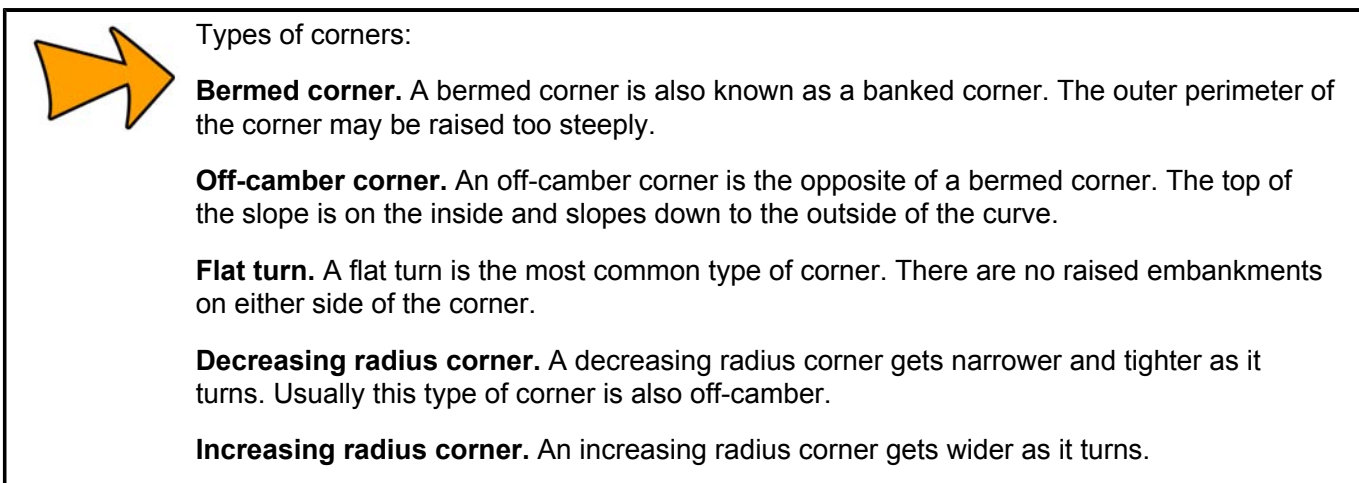 Types of corners:
Bermed corner. A bermed corner is also known as a banked corner. The outer perimeter of
the corner may be raised too steeply.
Off-camber corner. An off-camber corner is the opposite of a bermed corner. The top of
the slope is on the inside and slopes down to the outside of the curve.
Flat turn. A flat turn is the most common type of corner. There are no raised embankments
on either side of the corner.
Decreasing radius corner. A decreasing radius corner gets narrower and tighter as it
turns. Usually this type of corner is also off-camber.
Increasing radius corner. An increasing radius corner gets wider as it turns.